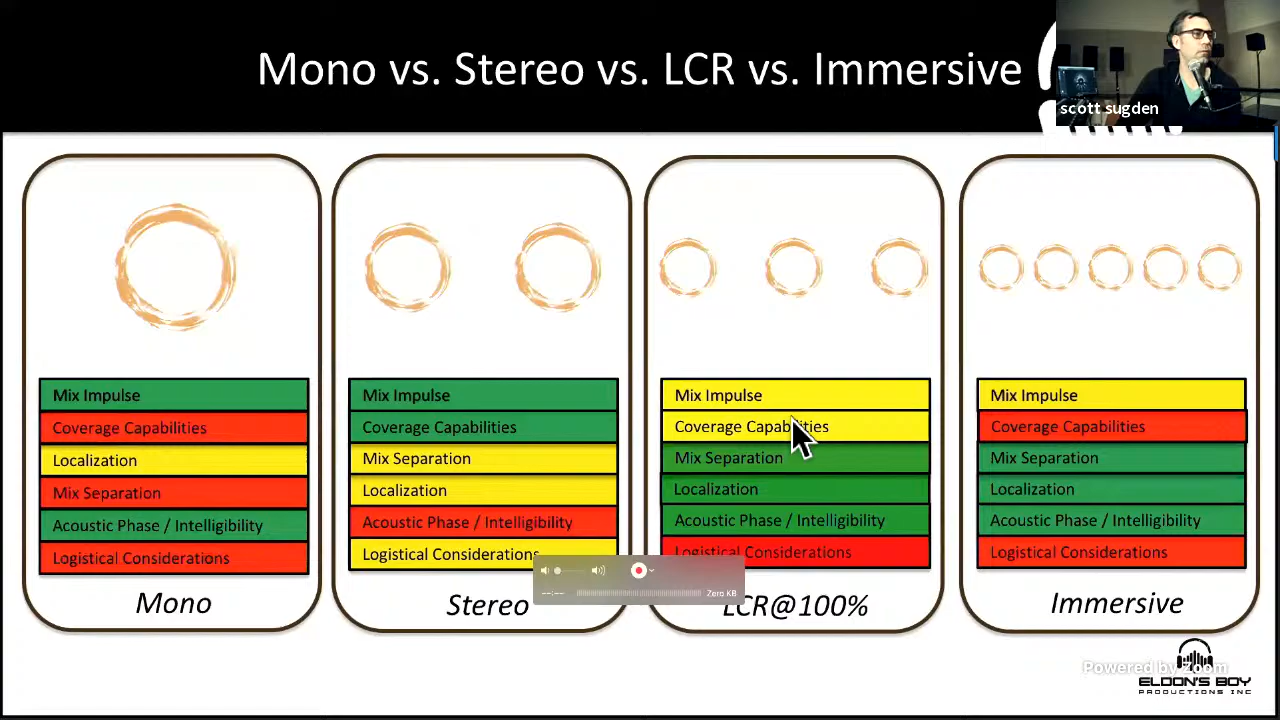 Mono vs. Stereo vs. LCR vs. Immersive
scott sugden
Mix Impulse
Coverage Capabilities
Localization
Mix Separation
Acoustic Phase / Intelligibility
Logistical Considerations
Mono
Mix Impulse
Coverage Capabilities
Mix Separation
Localization
Acoustic Phase / Intelligibility
Logistical Considerations
Stereo
Mix Impulse
Coverage Capabilities
Mix Separation
Localization
Acoustic Phase / Intelligibility
Logistical Considerations
LCR@100%
Mix Impulse
Coverage Capabilities
Mix Separation
Localization
Acoustic Phase / Intelligibility
Logistical Considerations
Immersive
--:--
Zero KB
Powered by Zoom
ELDON'S BOY
PRODUCTIONS INC